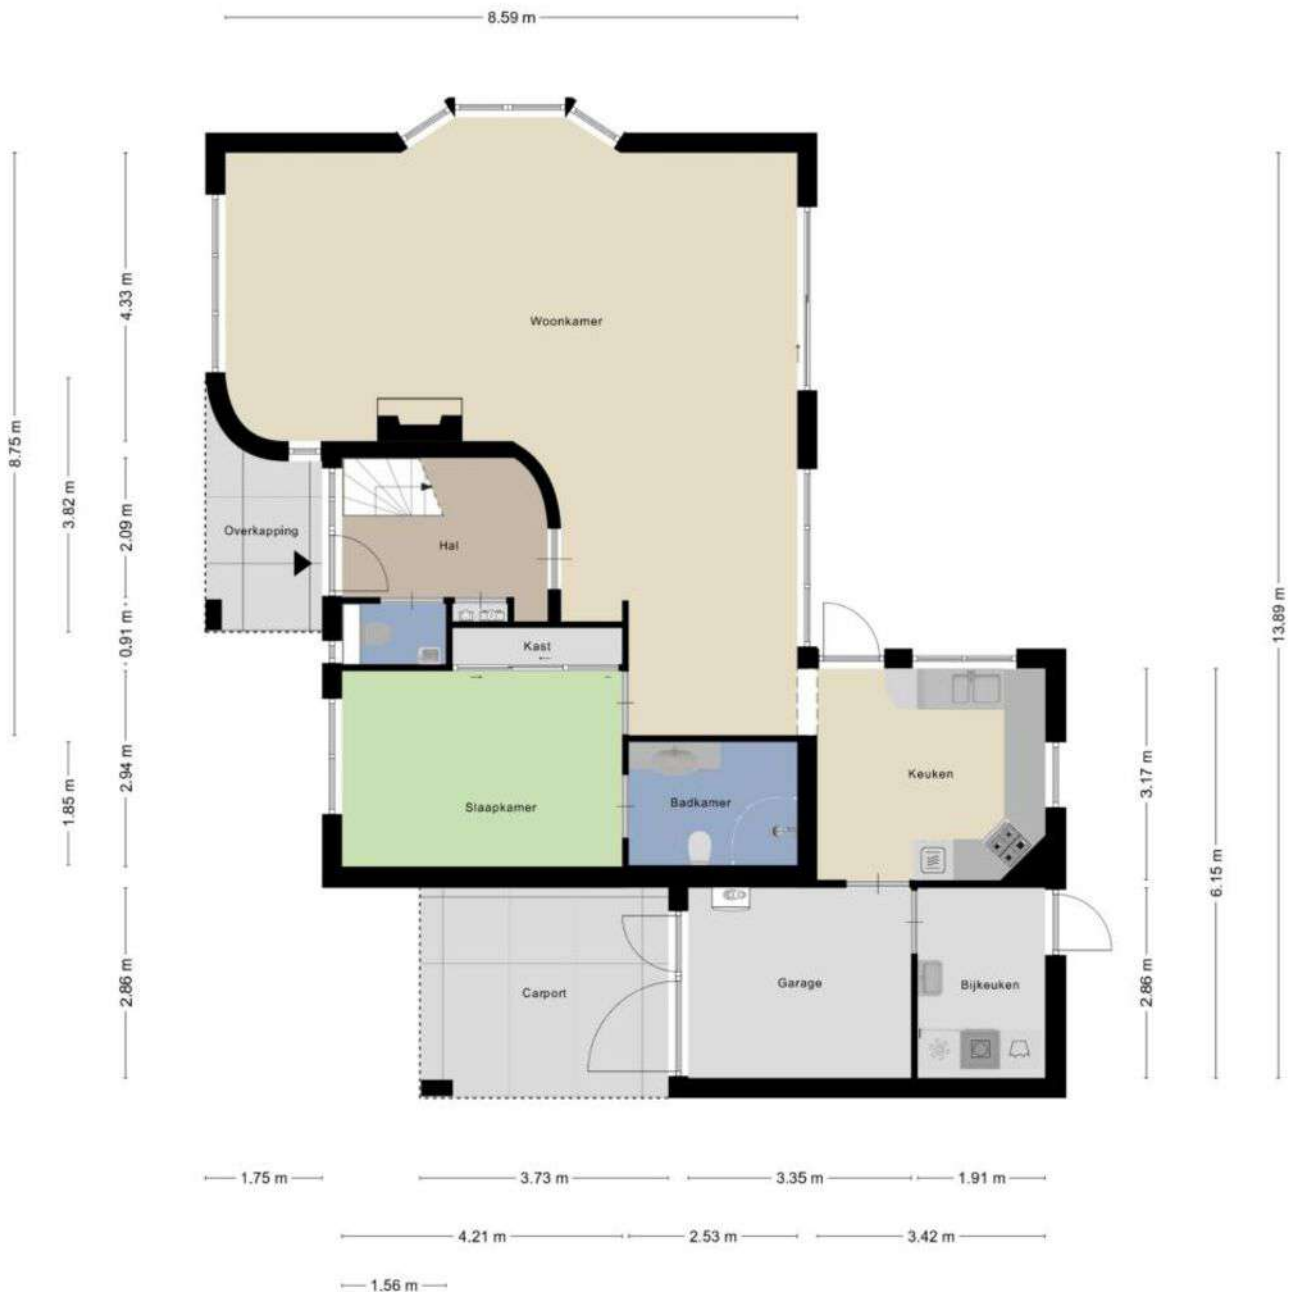 8.59 m
4.33 m
Woonkamer
8.75 m
3.82 m
2.09 m
Overkapping
Hal
13.89 m
0.91 m
Kast
2.94 m
1.85 m
Slaapkamer
Badkamer
Keuken
3.17 m
6.15 m
2.86 m
Carport
Garage
Bijkeuken
2.86 m
1.75 m
3.73 m
3.35 m
1.91 m
4.21 m
2.53 m
3.42 m
1.56 m